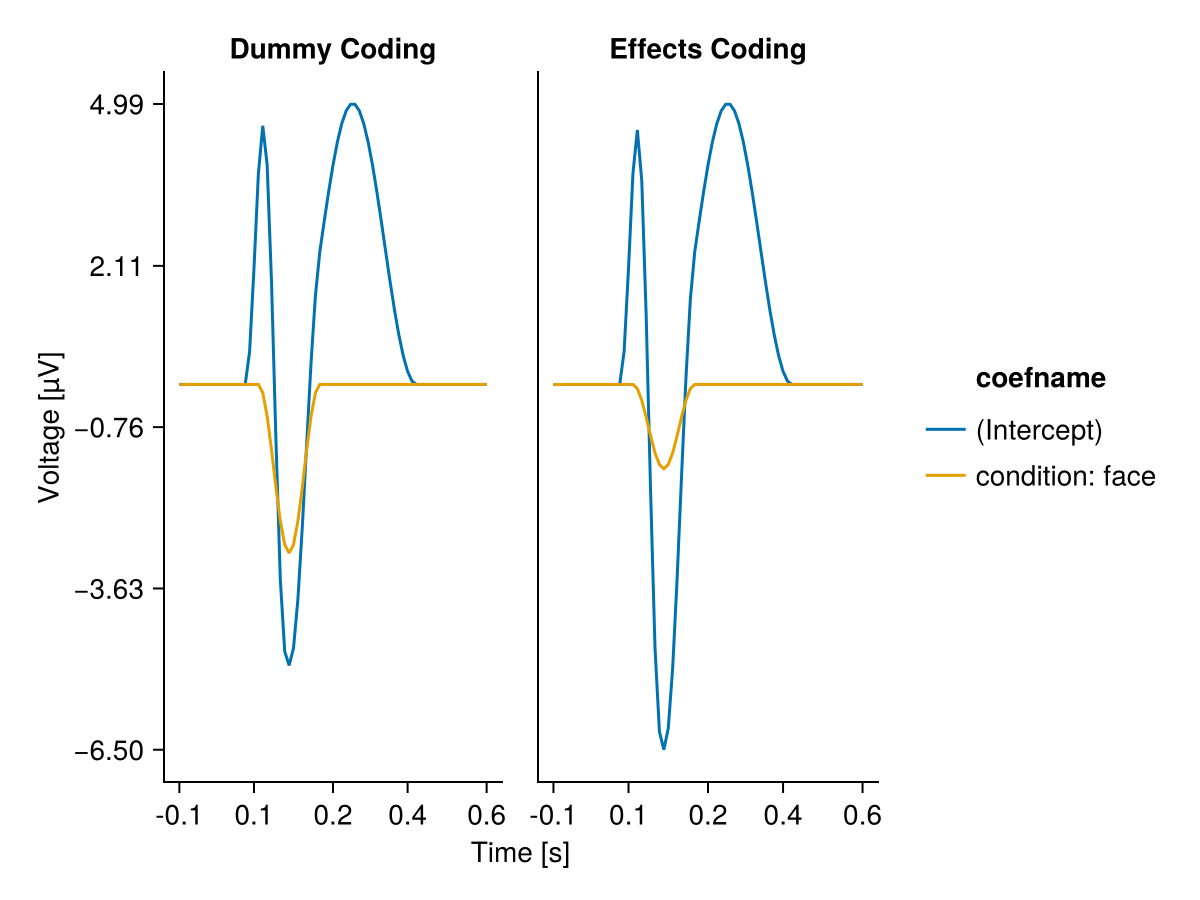 Dummy Coding
Effects Coding
4.99
2.11
−0.76
−3.63
−6.50
Voltage [µV]
-0.1 0.1 0.2 0.4 0.6
-0.1 0.1 0.2 0.4 0.6
Time [s]
coefname
(Intercept)
condition: face